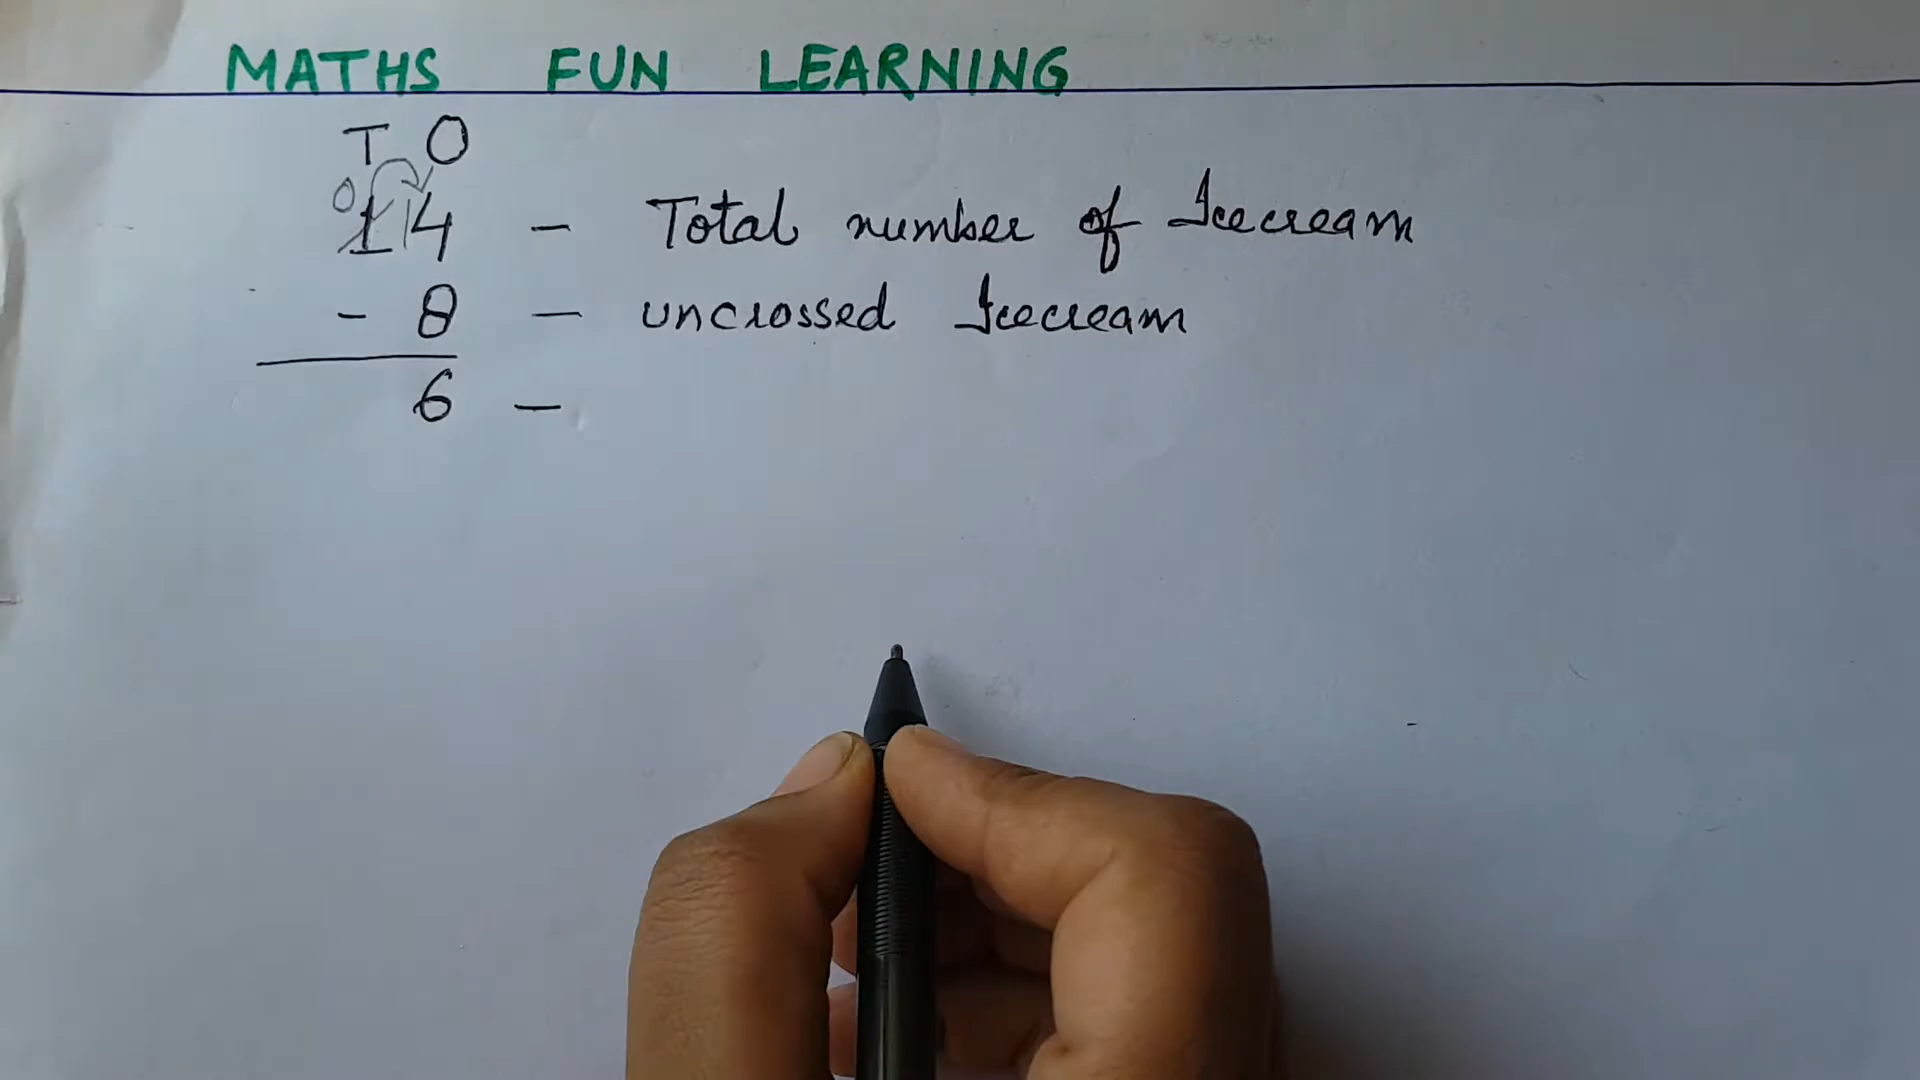 MATHS FUN LEARNING
T O
0
1 14 - Total number of Icecream
- 8 - uncrossed Icecream
6 -